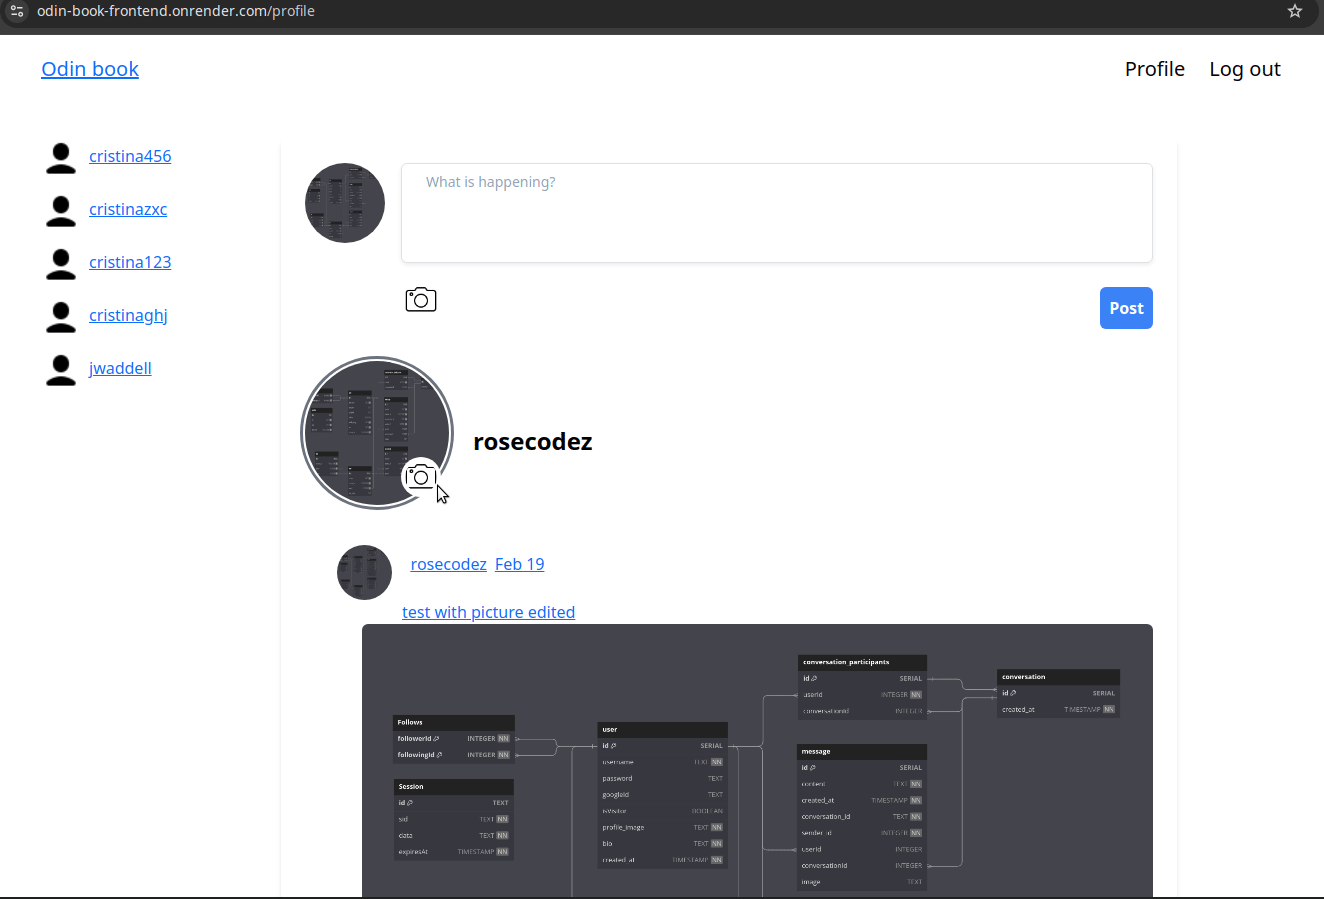 odin-book-frontend.onrender.com/profile
Odin book
Profile Log out
cristina456
cristinazxc
cristina123
cristinaghj
jwaddell
What is happening?
Post
rosecodez
rosecodez Feb 19
test with picture edited
Follows
followerId INTEGER NN
followingId INTEGER NN
Session
id TEXT
sid TEXT NN
data TEXT NN
expiresAt TIMESTAMP NN
user
id SERIAL
username TEXT NN
password TEXT
googleId TEXT
isVisitor BOOLEAN
profile_image TEXT NN
bio TEXT NN
created_at TIMESTAMP NN
conversation_participants
id SERIAL
userId INTEGER NN
conversationId INTEGER
message
id SERIAL
content TEXT NN
created_at TIMESTAMP NN
conversation_id TEXT NN
sender_id INTEGER NN
userId INTEGER
conversationId INTEGER
image TEXT
conversation
id SERIAL
created_at TIMESTAMP NN